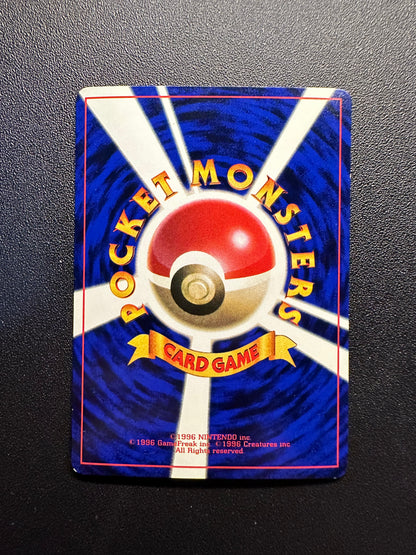 POCKET MONSTERS
CARD GAME
©1996 NINTENDO inc.
©1996 GameFreak inc. ©1996 Creatures inc.
All Rights reserved.